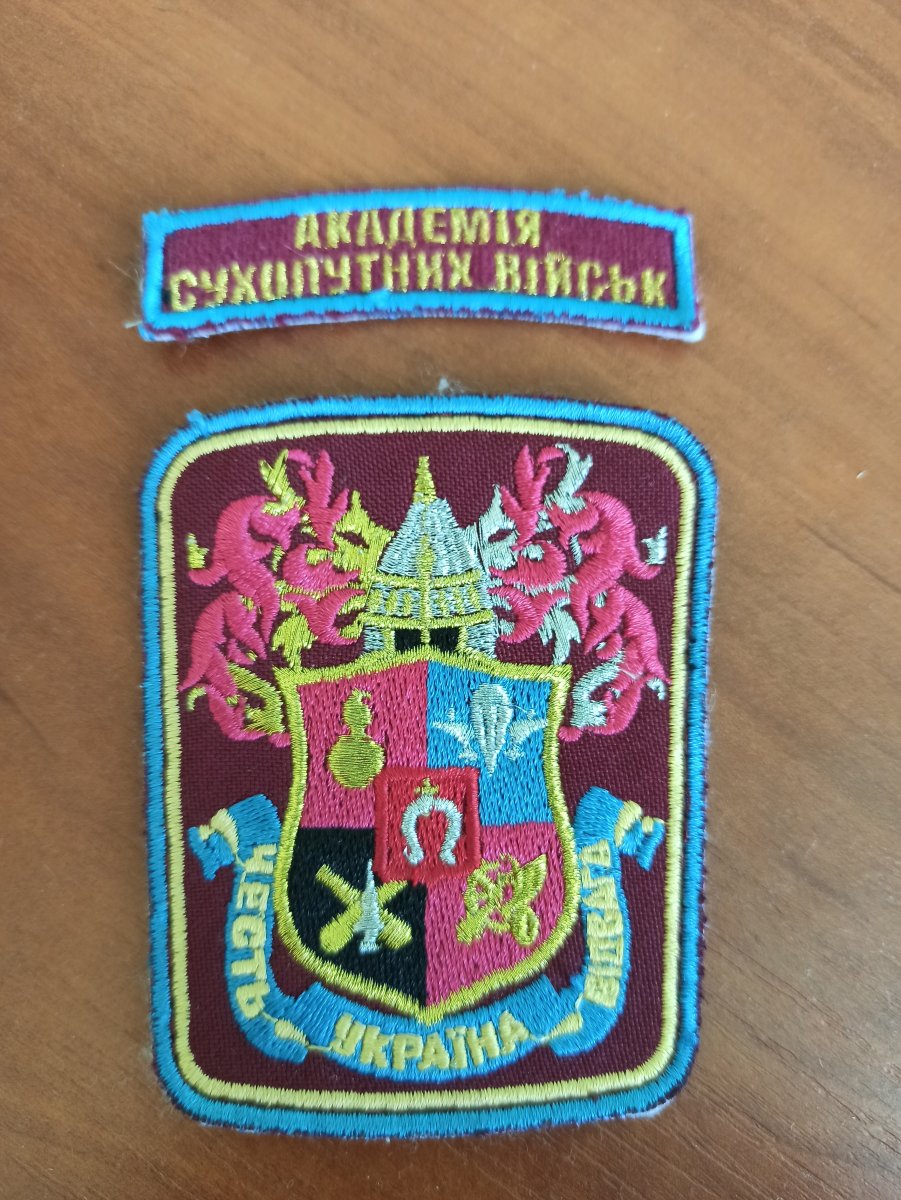 АКАДЕМІЯ
СУХОПУТНИХ ВІЙСЬК
ЧЕСТЬ
УКРАЇНА
ВІДВАГА